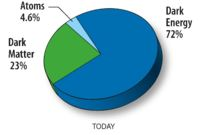 Atoms
4.6%
Dark
Energy
72%
Dark
Matter
23%
TODAY